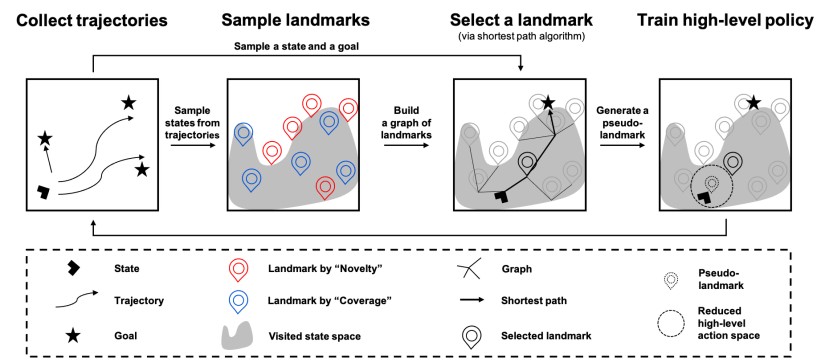 Collect trajectories
Sample landmarks
Select a landmark
(via shortest path algorithm)
Train high-level policy
Sample a state and a goal
Sample
states from
trajectories
Build
a graph of
landmarks
Generate a
pseudo-
landmark
State
Landmark by “Novelty”
Graph
Pseudo-
landmark
Trajectory
Landmark by “Coverage”
Shortest path
Reduced
high-level
action space
Goal
Visited state space
Selected landmark